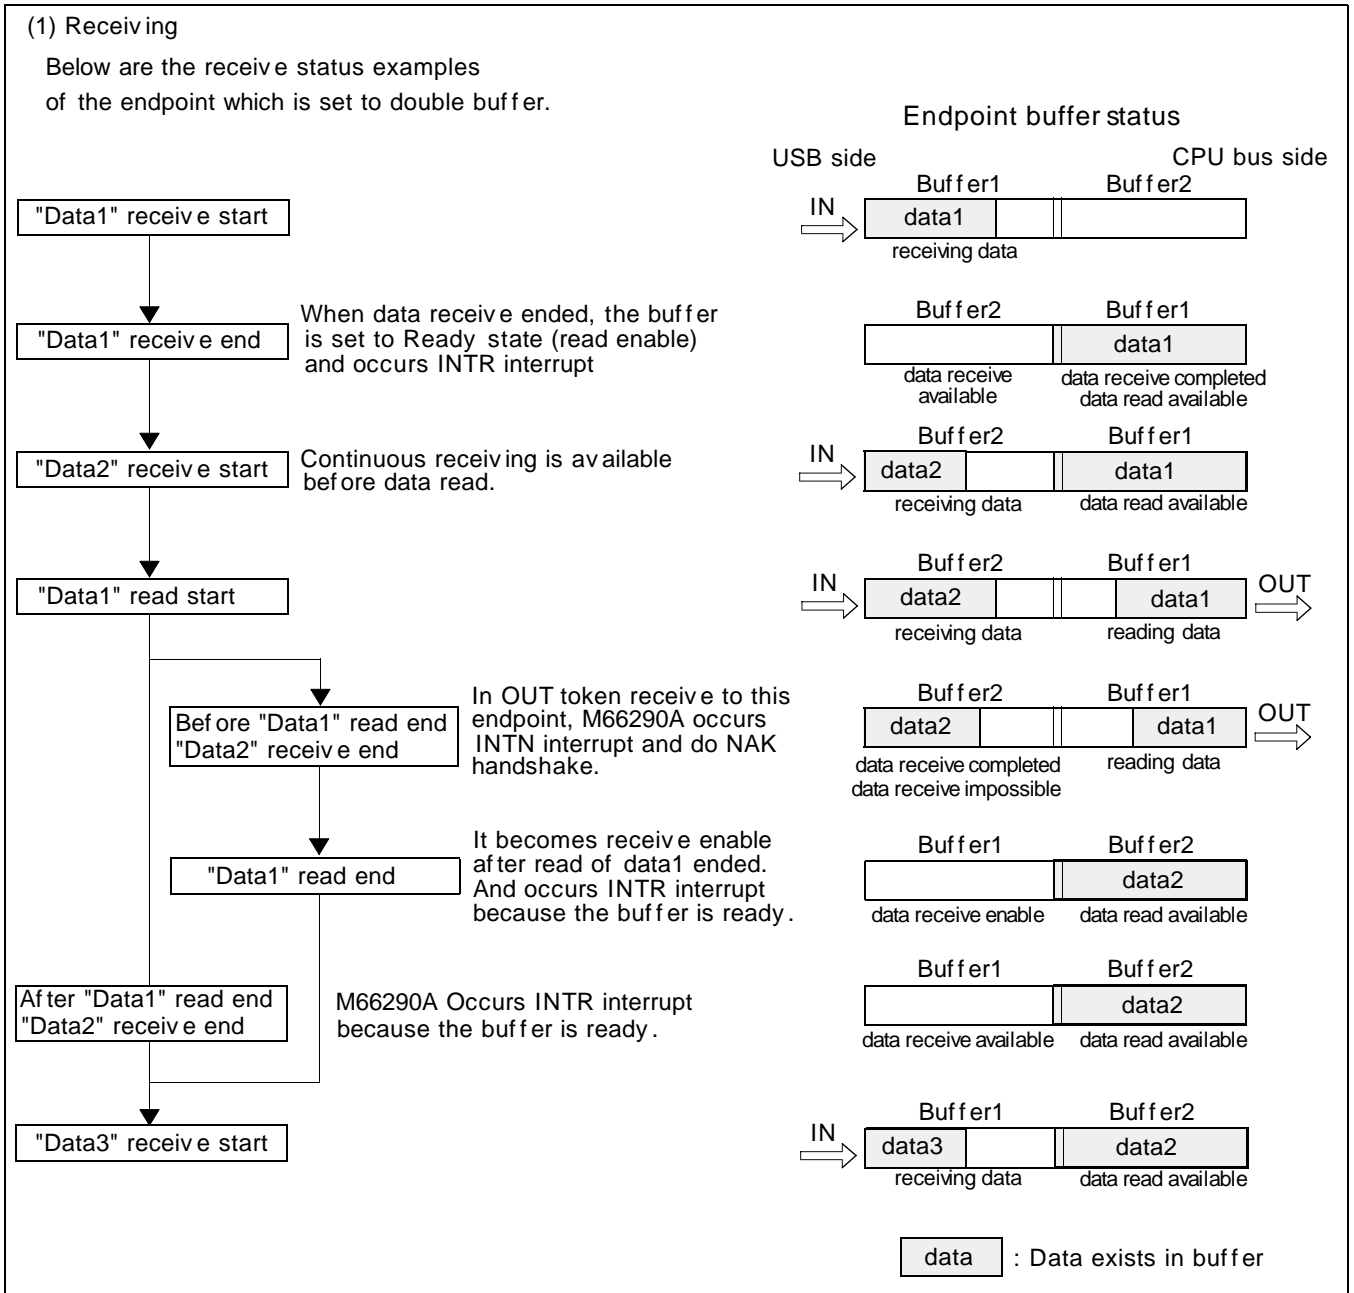 (1) Receiving
Below are the receive status examples
of the endpoint which is set to double buffer.
Endpoint buffer status
USB side
CPU bus side
"Data1" receive start
IN
Buffer1
Buffer2
data1
receiving data
"Data1" receive end
When data receive ended, the buffer
is set to Ready state (read enable)
and occurs INTR interrupt
Buffer2
Buffer1
data1
data receive
available
data receive completed
data read available
"Data2" receive start
Continuous receiving is available
before data read.
IN
Buffer2
Buffer1
data2
data1
receiving data
data read available
"Data1" read start
IN
Buffer2
Buffer1
data2
data1
OUT
receiving data
reading data
Before "Data1" read end
"Data2" receive end
In OUT token receive to this
endpoint, M66290A occurs
INTN interrupt and do NAK
handshake.
Buffer2
Buffer1
data2
data1
OUT
data receive completed
data receive impossible
reading data
"Data1" read end
It becomes receive enable
after read of data1 ended.
And occurs INTR interrupt
because the buffer is ready.
Buffer1
Buffer2
data2
data receive enable
data read available
After "Data1" read end
"Data2" receive end
M66290A Occurs INTR interrupt
because the buffer is ready.
Buffer1
Buffer2
data2
data receive available
data read available
"Data3" receive start
IN
Buffer1
Buffer2
data3
data2
receiving data
data read available
data
: Data exists in buffer